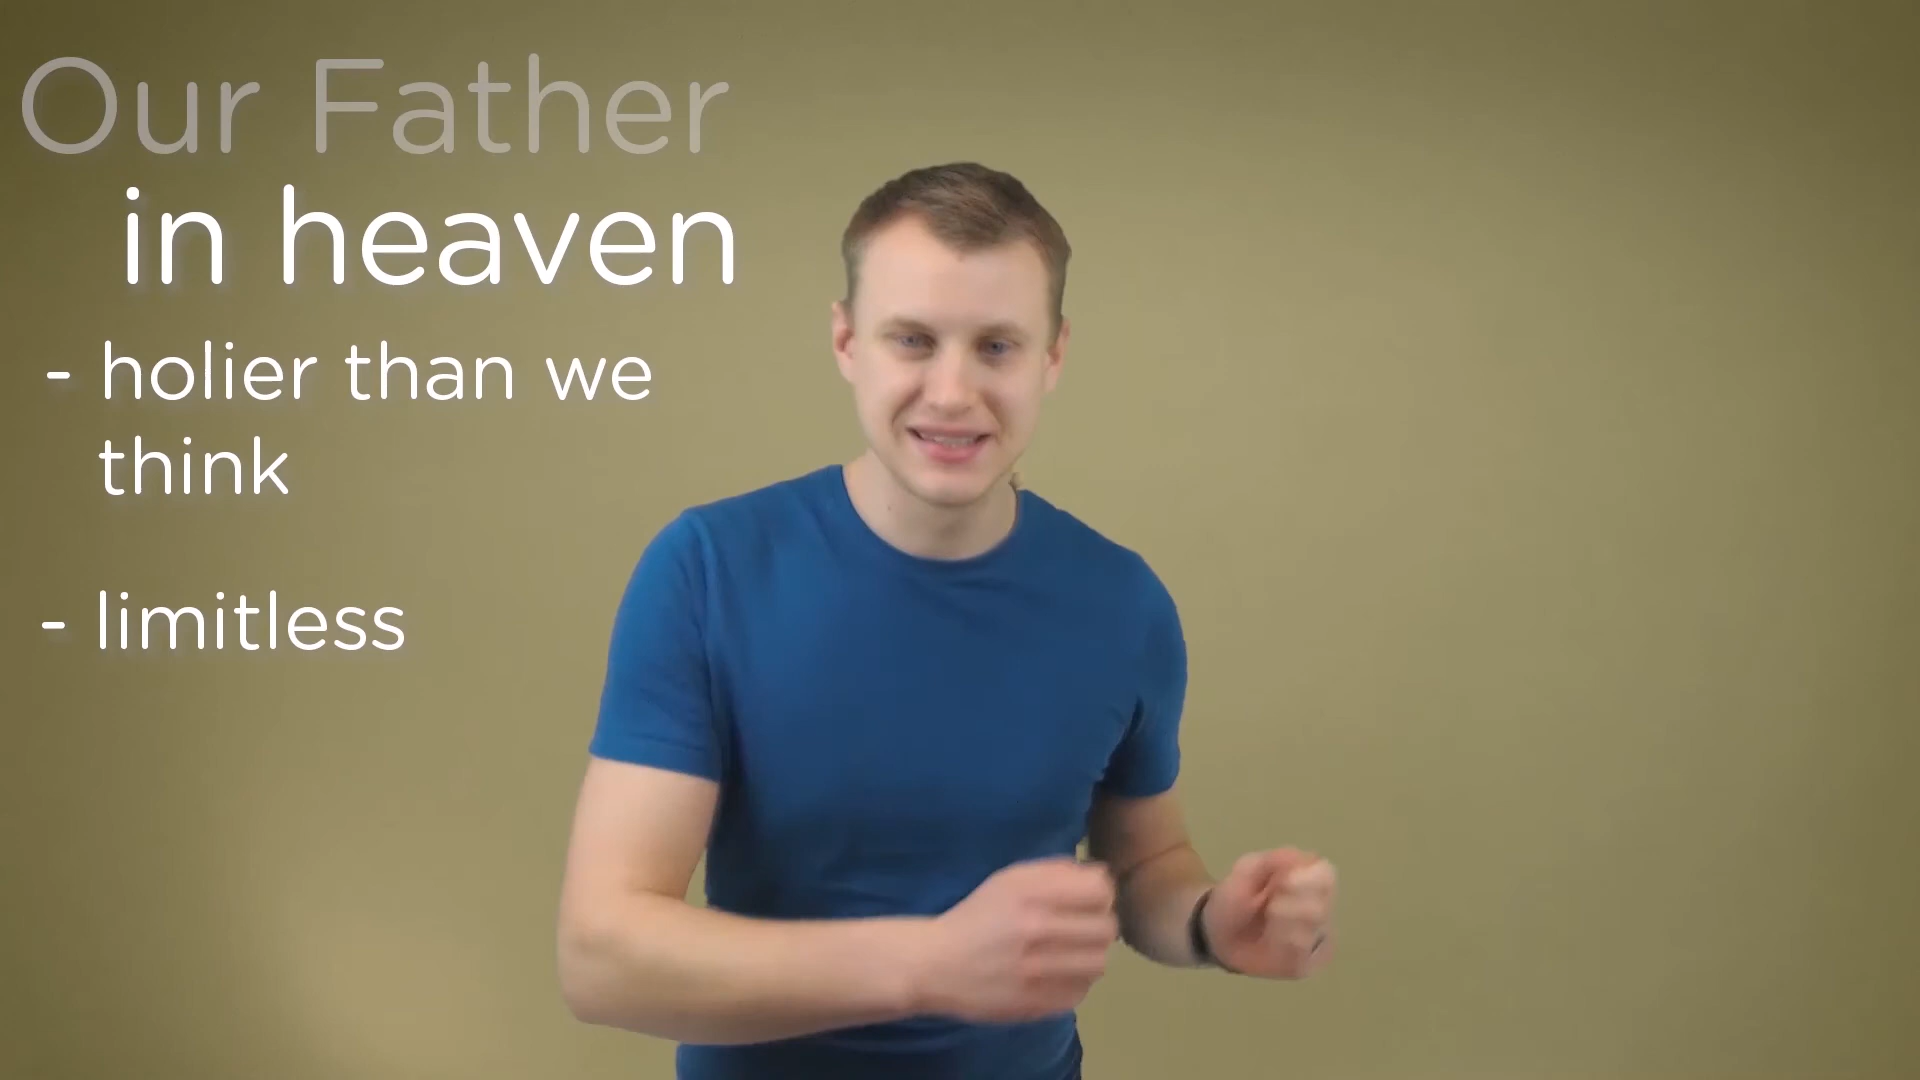 Our Father
in heaven
- holier than we
think
- limitless